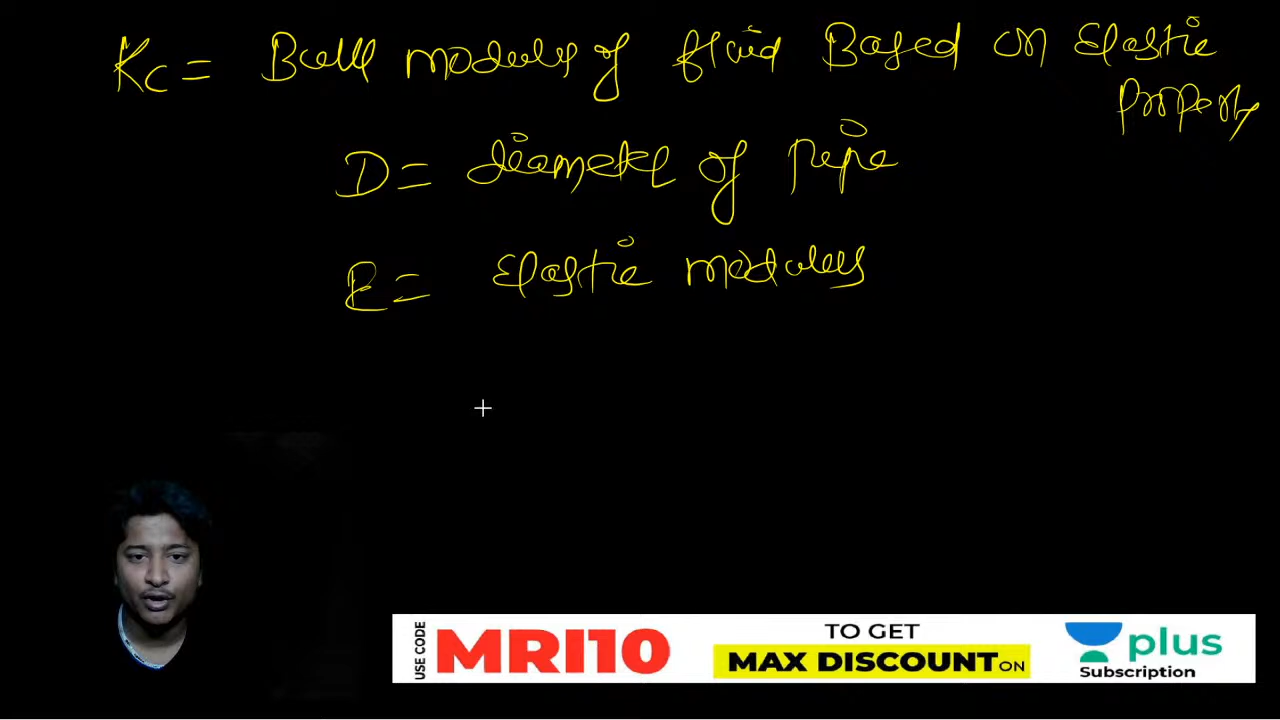 Kc = Bulk modulus of fluid Based on Elastic
property
D = diameter of pipe
E = Elastic modulus
USE CODE
MRI10
TO GET
MAX DISCOUNT ON
plus
Subscription